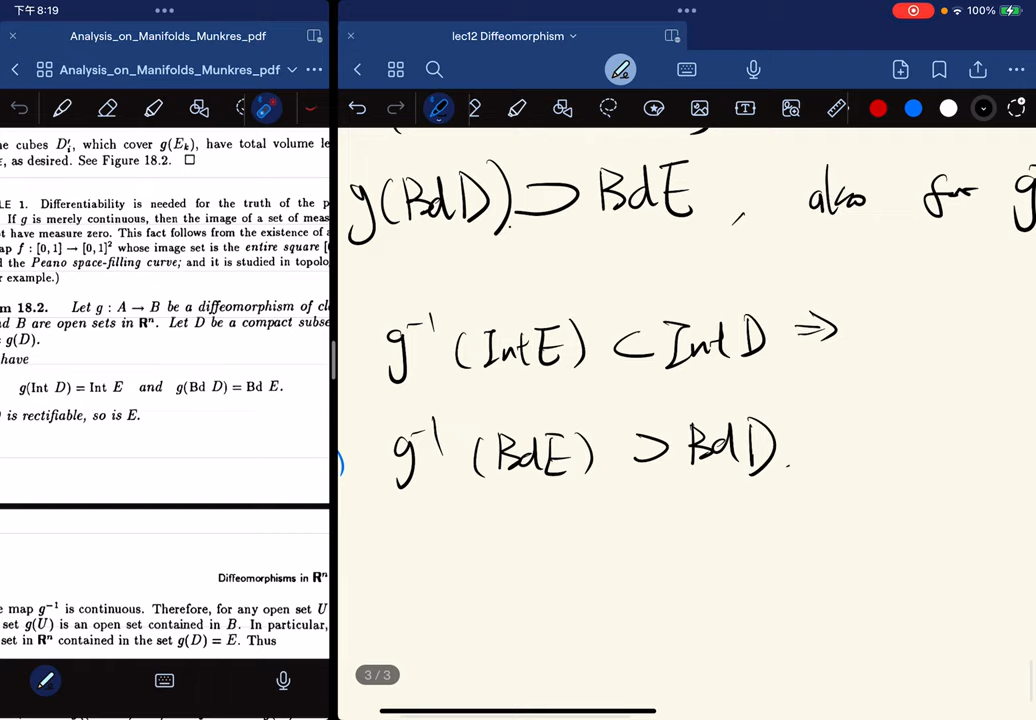 下午8:19
100%
Analysis_on_Manifolds_Munkres_pdf
lec12 Diffeomorphism
Analysis_on_Manifolds_Munkres_pdf
ne cubes D′ᵢ, which cover g(Eₖ), have total volume le
, as desired. See Figure 18.2. □
LE 1. Differentiability is needed for the truth of the p
If g is merely continuous, then the image of a set of meas
t have measure zero. This fact follows from the existence of a
ap f : [0, 1] → [0, 1]² whose image set is the entire square [
d the Peano space-filling curve; and it is studied in topolo
r example.)
m 18.2. Let g : A → B be a diffeomorphism of cl
nd B are open sets in Rⁿ. Let D be a compact subse
g(D).
have
g(Int D) = Int E and g(Bd D) = Bd E.
D is rectifiable, so is E.
Diffeomorphisms in Rⁿ
e map g⁻¹ is continuous. Therefore, for any open set U
set g(U) is an open set contained in B. In particular,
set in Rⁿ contained in the set g(D) = E. Thus
g(BdD) ⊃ BdE, also for g
g⁻¹(IntE) ⊂ IntD ⇒
g⁻¹(BdE) ⊃ BdD.
3 / 3